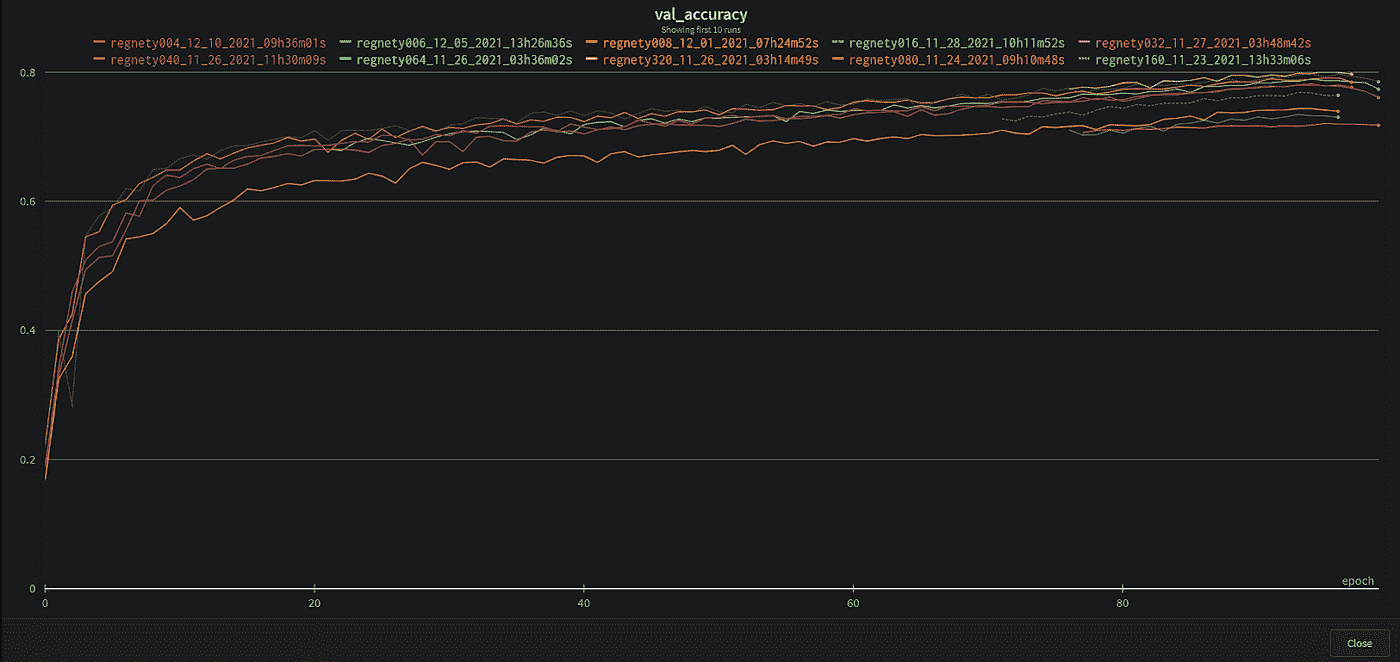 val_accuracy
Showing first 10 runs
regnety004_12_10_2021_09h36m01s regnety006_12_05_2021_13h26m36s regnety008_12_01_2021_07h24m52s regnety016_11_28_2021_10h11m52s regnety032_11_27_2021_03h48m42s
regnety040_11_26_2021_11h30m09s regnety064_11_26_2021_03h36m02s regnety320_11_26_2021_03h14m49s regnety080_11_24_2021_09h10m48s regnety160_11_23_2021_13h33m06s
0.8
0.6
0.4
0.2
0
epoch
0 20 40 60 80
Close